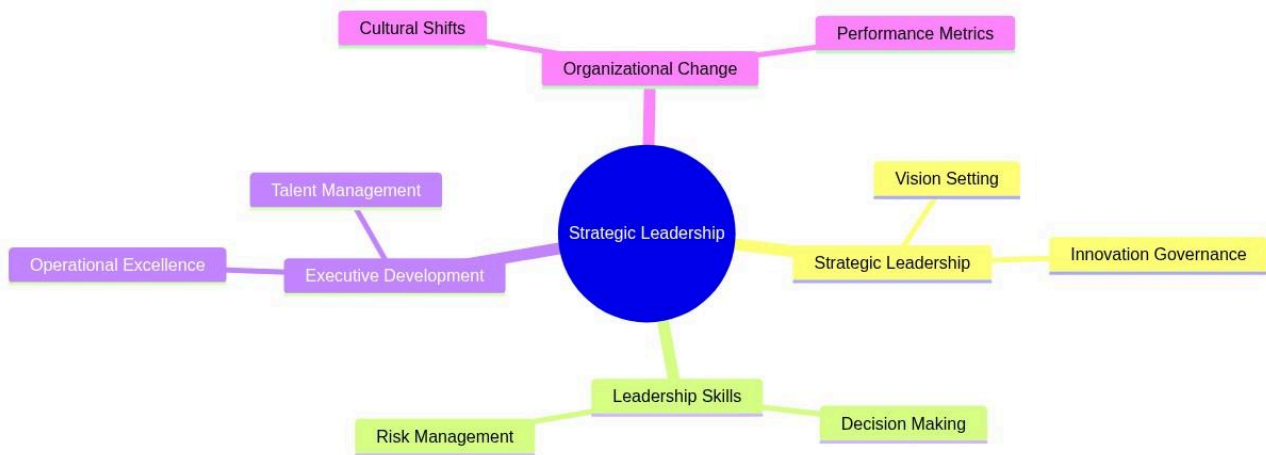 Cultural Shifts
Performance Metrics
Organizational Change
Talent Management
Vision Setting
Strategic Leadership
Operational Excellence
Executive Development
Strategic Leadership
Innovation Governance
Leadership Skills
Risk Management
Decision Making